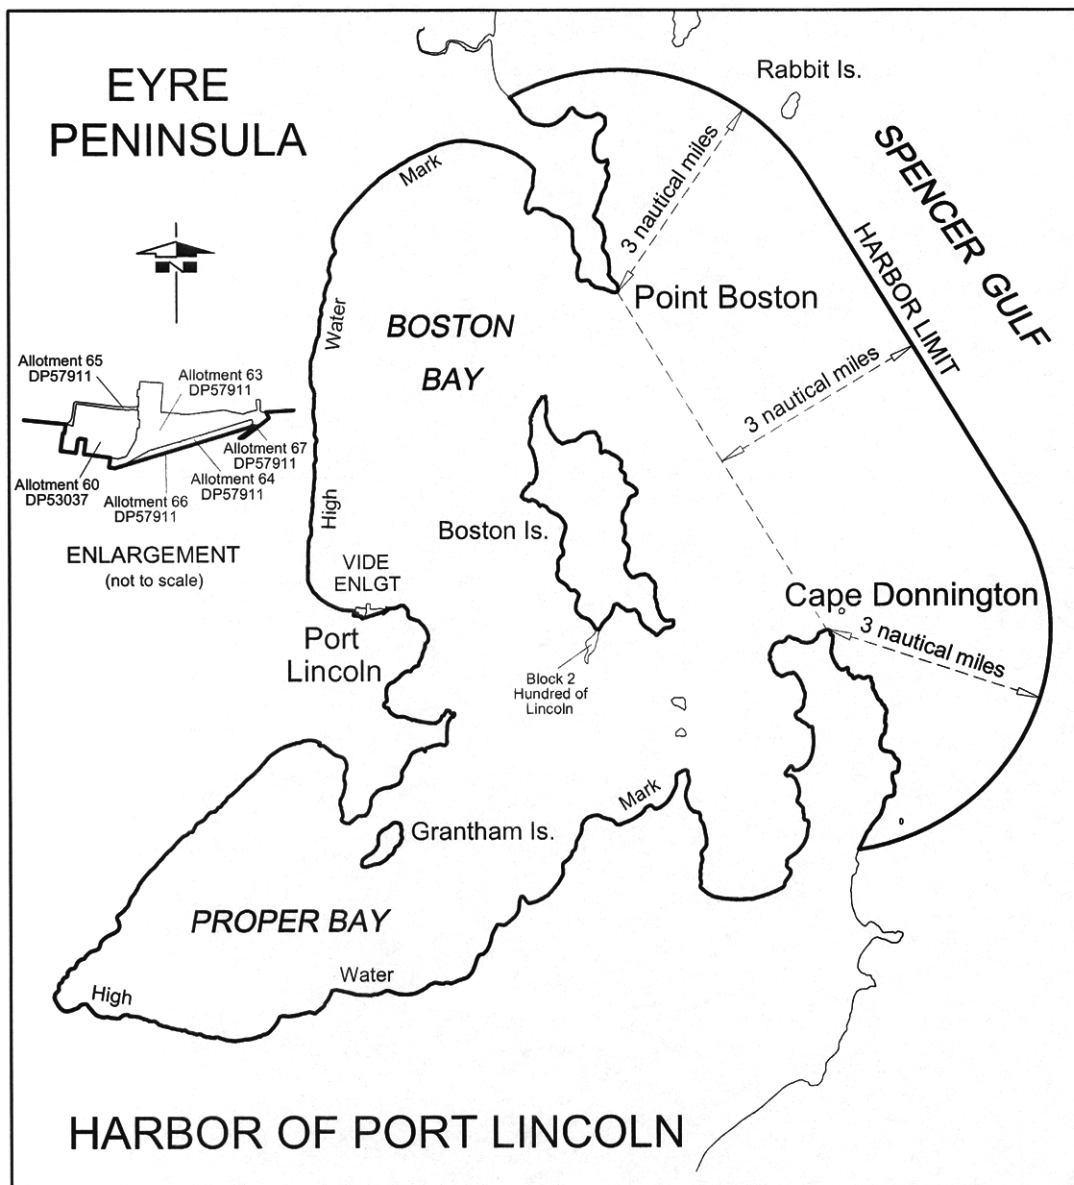 EYRE
PENINSULA
Rabbit Is.
SPENCER GULF
Mark
3 nautical miles
HARBOR LIMIT
N
Point Boston
Water
BOSTON
BAY
3 nautical miles
Allotment 65
DP57911
Allotment 63
DP57911
Allotment 67
DP57911
Allotment 64
DP57911
Allotment 60
DP53037
Allotment 66
DP57911
ENLARGEMENT
(not to scale)
High
Boston Is.
VIDE
ENLGT
Cape Donnington
3 nautical miles
Port
Lincoln
Block 2
Hundred of
Lincoln
Mark
Grantham Is.
PROPER BAY
Water
High
HARBOR OF PORT LINCOLN